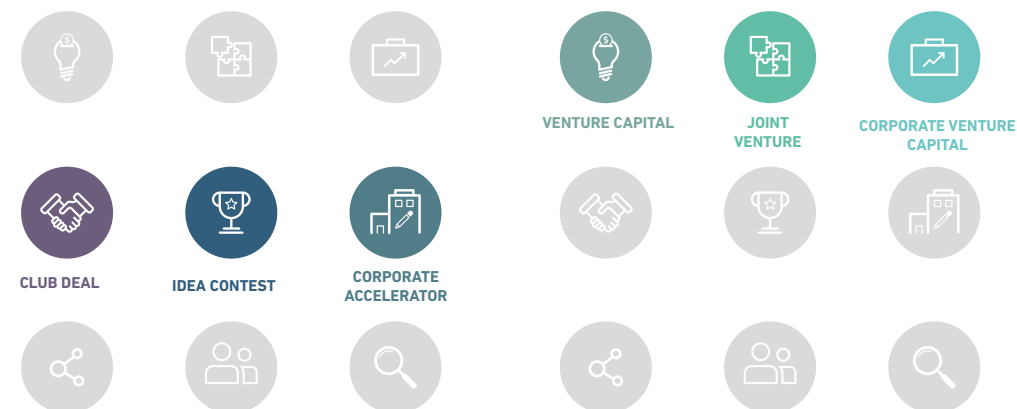 VENTURE CAPITAL
JOINT
VENTURE
CORPORATE VENTURE
CAPITAL
CLUB DEAL
IDEA CONTEST
CORPORATE
ACCELERATOR